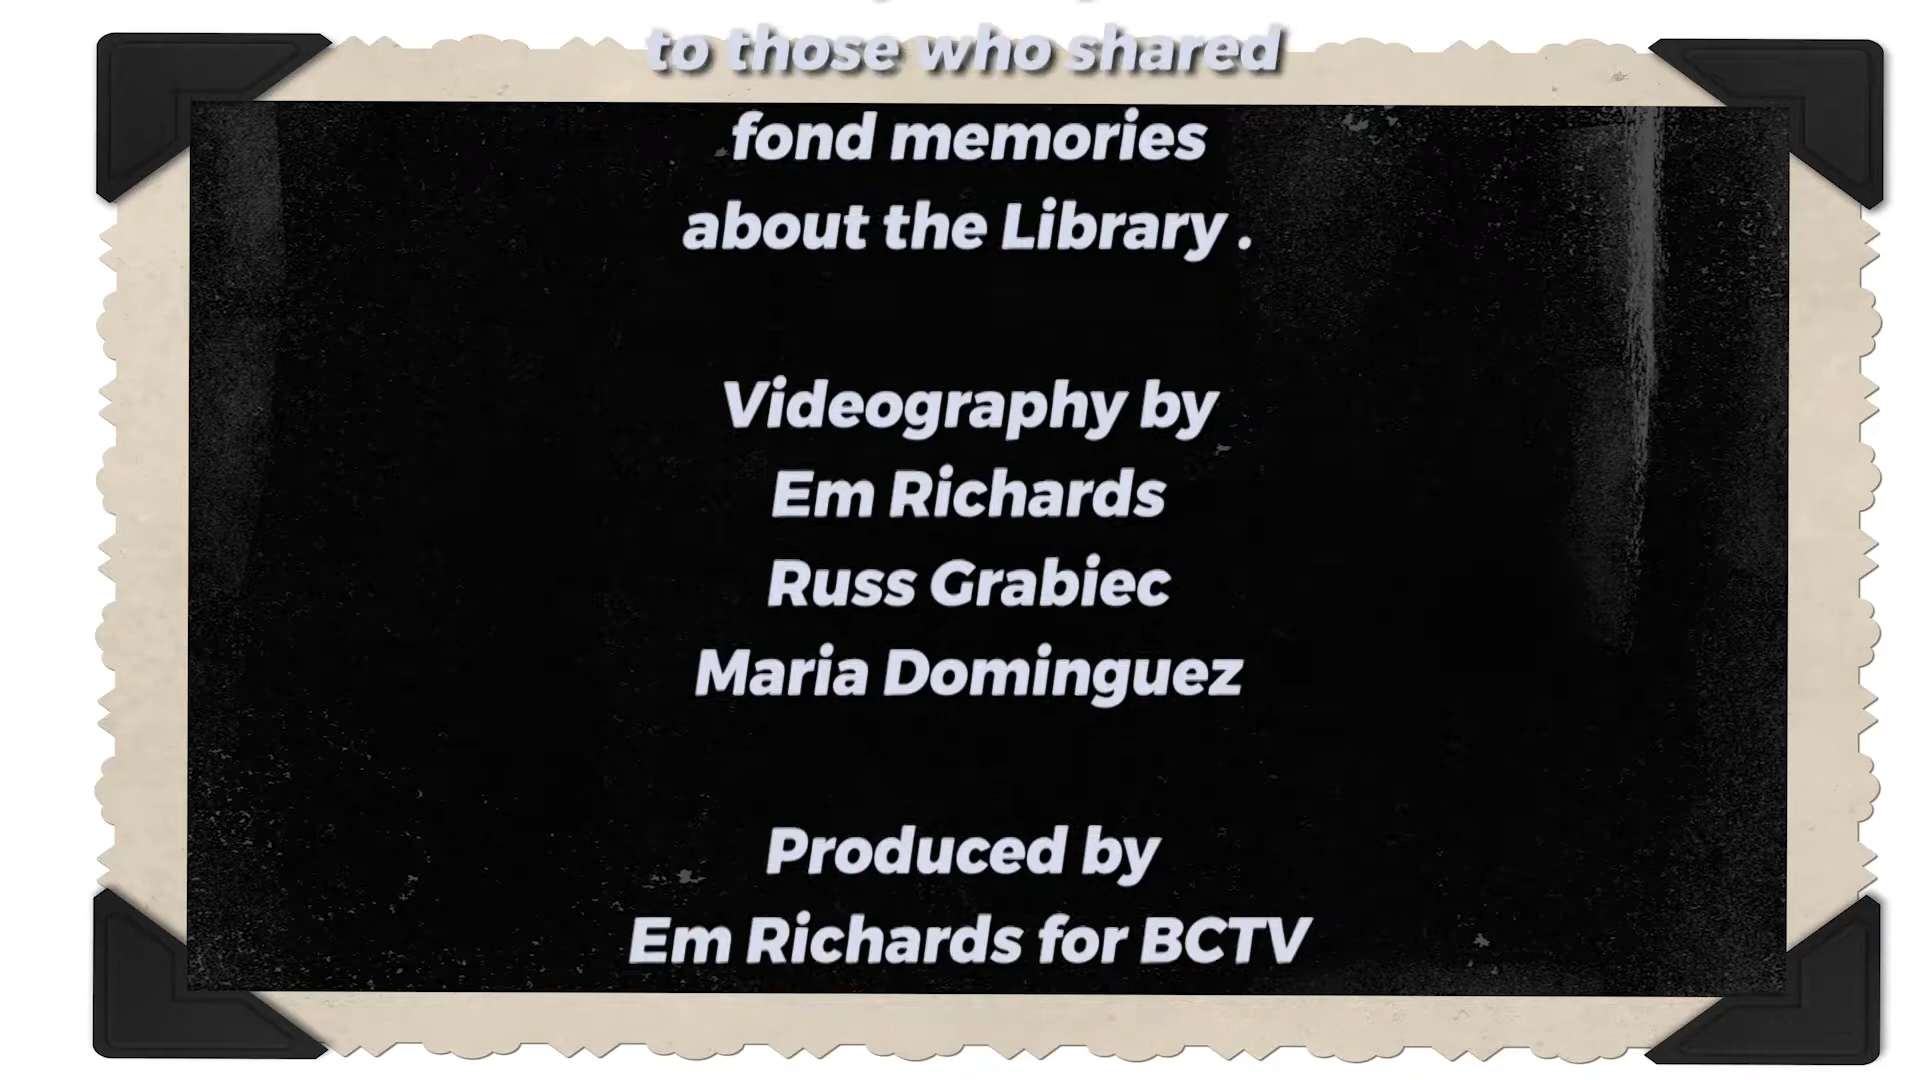 to those who shared
fond memories
about the Library .
Videography by
Em Richards
Russ Grabiec
Maria Dominguez
Produced by
Em Richards for BCTV